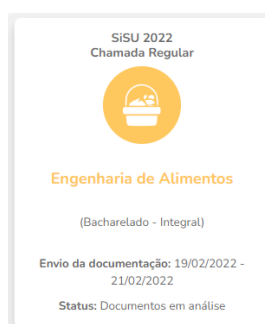 SiSU 2022
Chamada Regular
Engenharia de Alimentos
(Bacharelado - Integral)
Envio da documentação: 19/02/2022 -
21/02/2022
Status: Documentos em análise